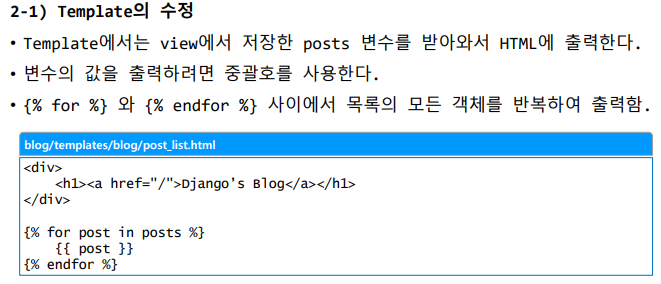 2-1) Template의 수정
• Template에서는 view에서 저장한 posts 변수를 받아와서 HTML에 출력한다.
• 변수의 값을 출력하려면 중괄호를 사용한다.
• {% for %} 와 {% endfor %} 사이에서 목록의 모든 객체를 반복하여 출력함.
blog/templates/blog/post_list.html
<div>
    <h1><a href="/">Django’s Blog</a></h1>
</div>
{% for post in posts %}
    {{ post }}
{% endfor %}